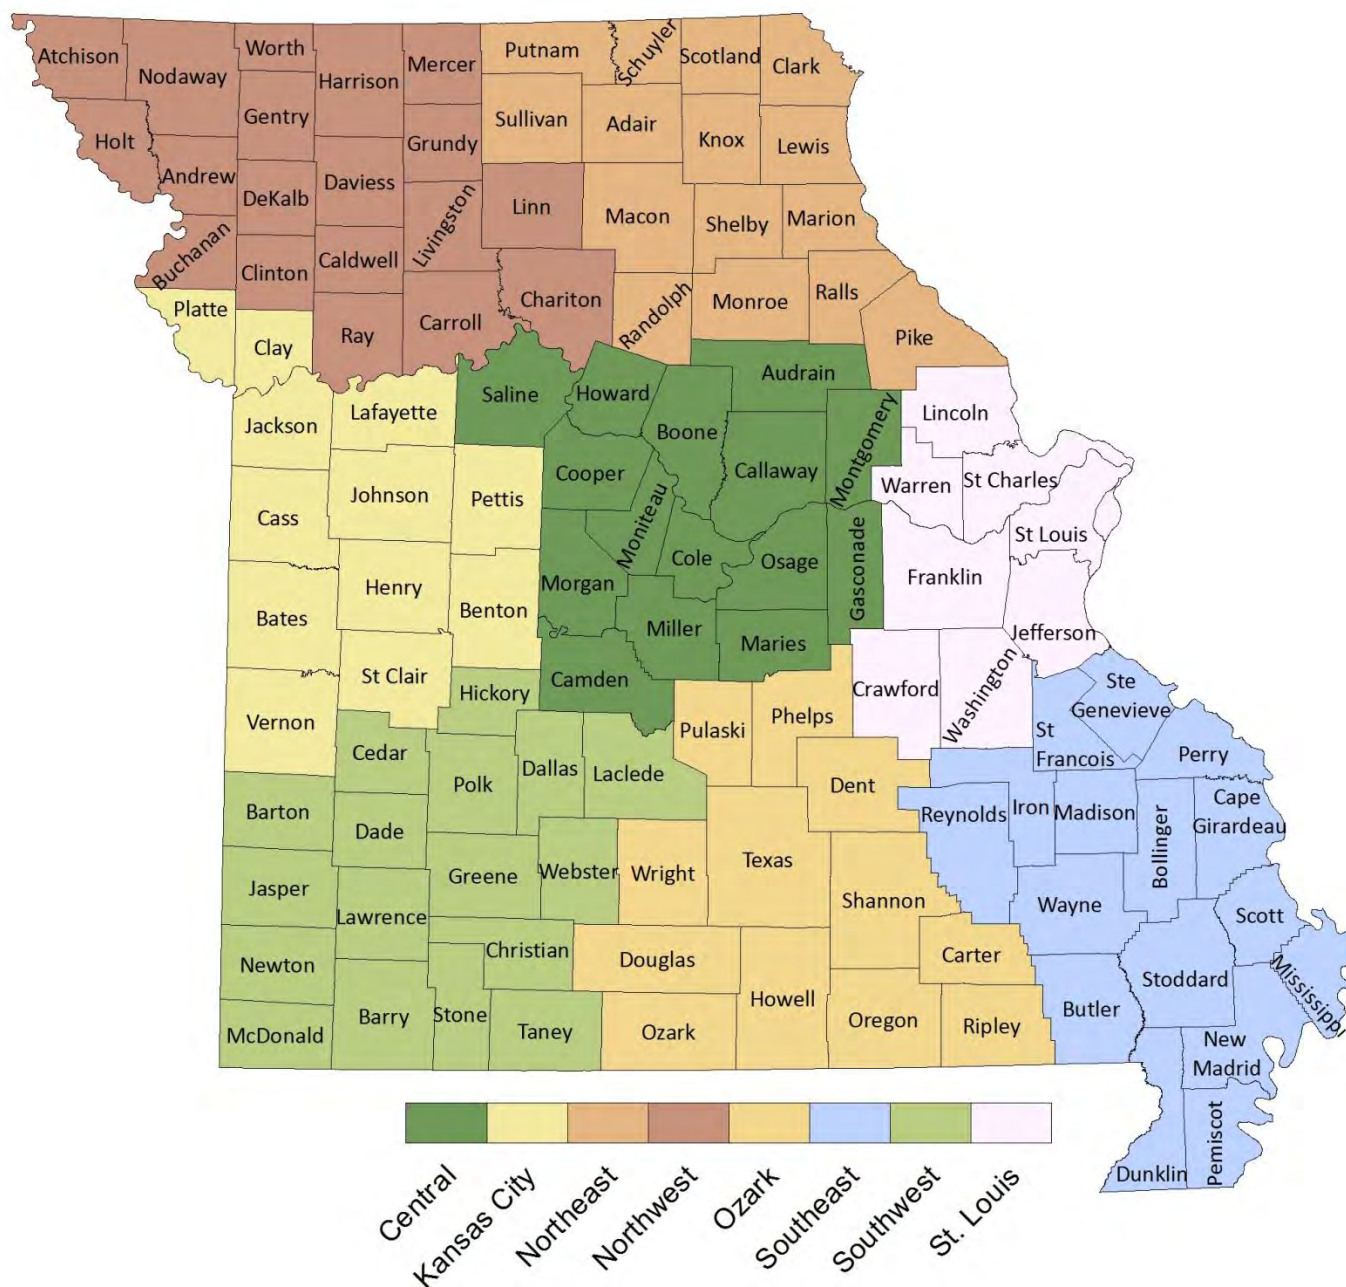 Atchison
Nodaway
Worth
Harrison
Mercer
Putnam
Schuyler
Scotland
Clark
Holt
Gentry
Grundy
Sullivan
Adair
Knox
Lewis
Andrew
DeKalb
Daviess
Livingston
Linn
Macon
Shelby
Marion
Buchanan
Clinton
Caldwell
Chariton
Randolph
Monroe
Ralls
Platte
Clay
Ray
Carroll
Pike
Saline
Howard
Audrain
Jackson
Lafayette
Boone
Montgomery
Lincoln
Cooper
Callaway
Warren
St Charles
Cass
Johnson
Pettis
Moniteau
St Louis
Cole
Osage
Gasconade
Franklin
Morgan
Bates
Henry
Benton
Miller
Maries
Jefferson
St Clair
Hickory
Camden
Crawford
Washington
Ste
Genevieve
Vernon
Pulaski
Phelps
St
Francois
Perry
Cedar
Polk
Dallas
Laclede
Dent
Barton
Dade
Reynolds
Iron
Madison
Bollinger
Cape
Girardeau
Jasper
Greene
Webster
Wright
Texas
Shannon
Wayne
Scott
Lawrence
Christian
Douglas
Carter
Stoddard
Mississippi
Newton
Barry
Stone
Howell
Butler
McDonald
Taney
Ozark
Oregon
Ripley
New
Madrid
Pemiscot
Dunklin
Central
Kansas City
Northeast
Northwest
Ozark
Southeast
Southwest
St. Louis